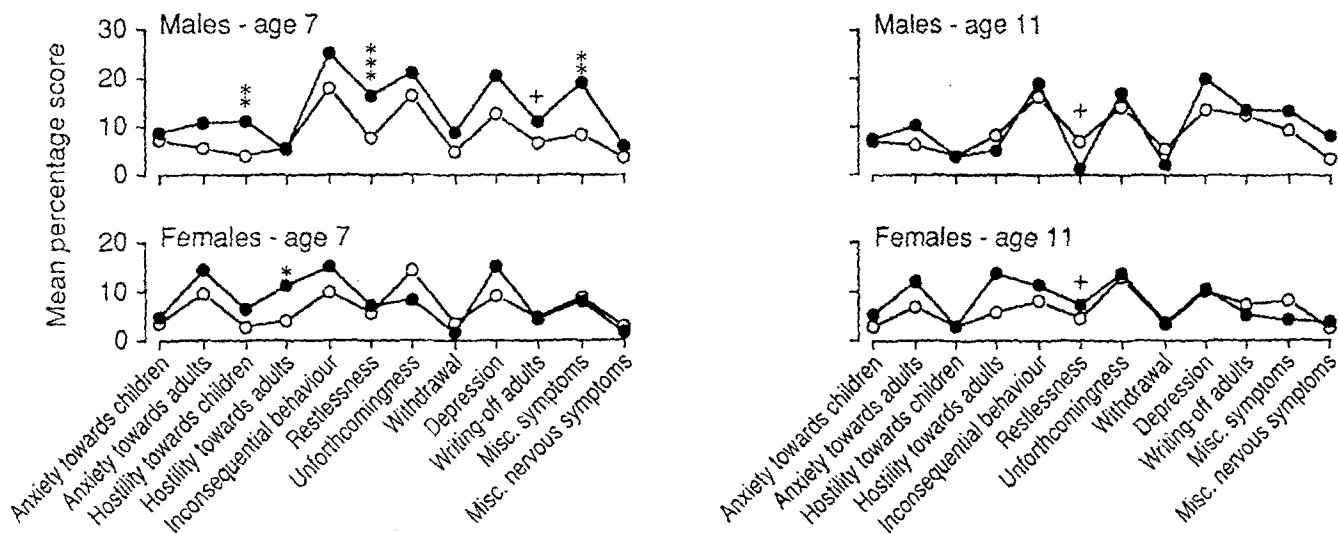 Males - age 7
Males - age 11
30
20
10
0
**
***
+
**
+
Mean percentage score
Females - age 7
Females - age 11
20
10
0
*
+
Anxiety towards children
Anxiety towards adults
Hostility towards children
Hostility towards adults
Inconsequential behaviour
Restlessness
Unforthcomingness
Withdrawal
Depression
Writing-off adults
Misc. symptoms
Misc. nervous symptoms
Anxiety towards children
Anxiety towards adults
Hostility towards children
Hostility towards adults
Inconsequential behaviour
Restlessness
Unforthcomingness
Withdrawal
Depression
Writing-off adults
Misc. symptoms
Misc. nervous symptoms